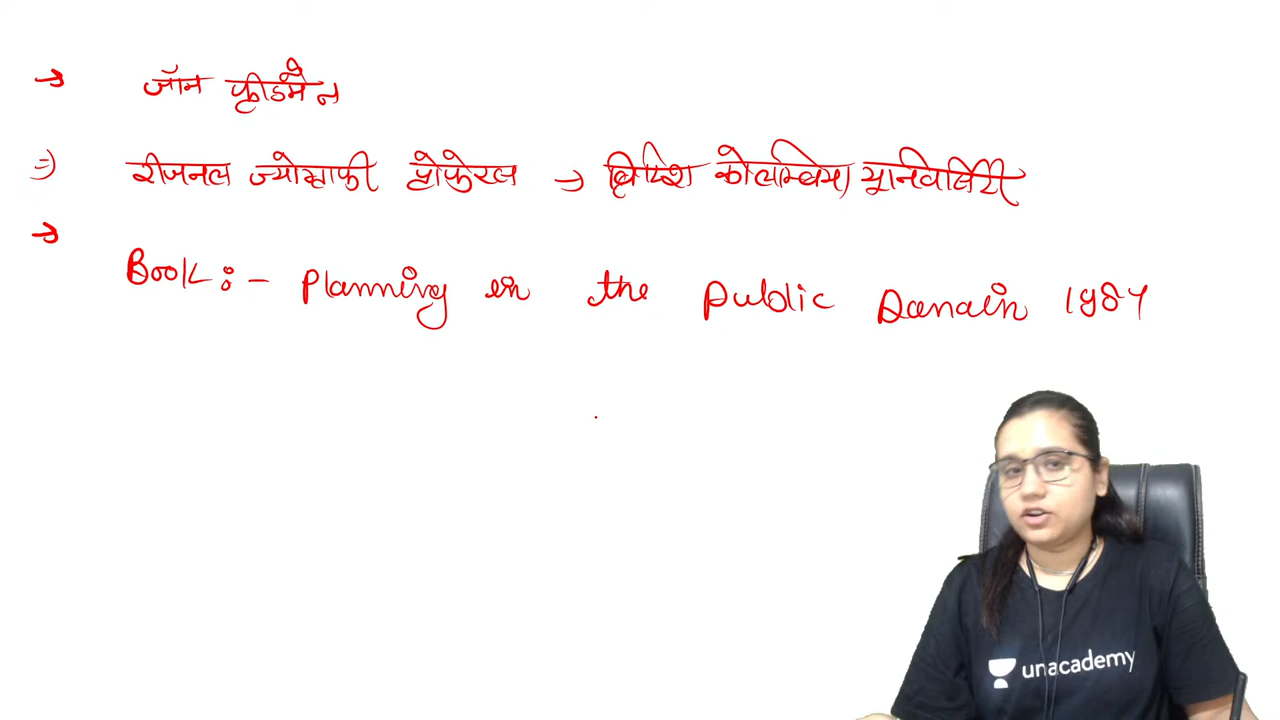 → जॉन फ्रीडमैन
⇒ रीजनल ज्योग्राफी प्रोफेसर → ब्रिटिश कोलम्बिया यूनिवर्सिटी
→ Book :- Planning in the Public Domain 1987
unacademy